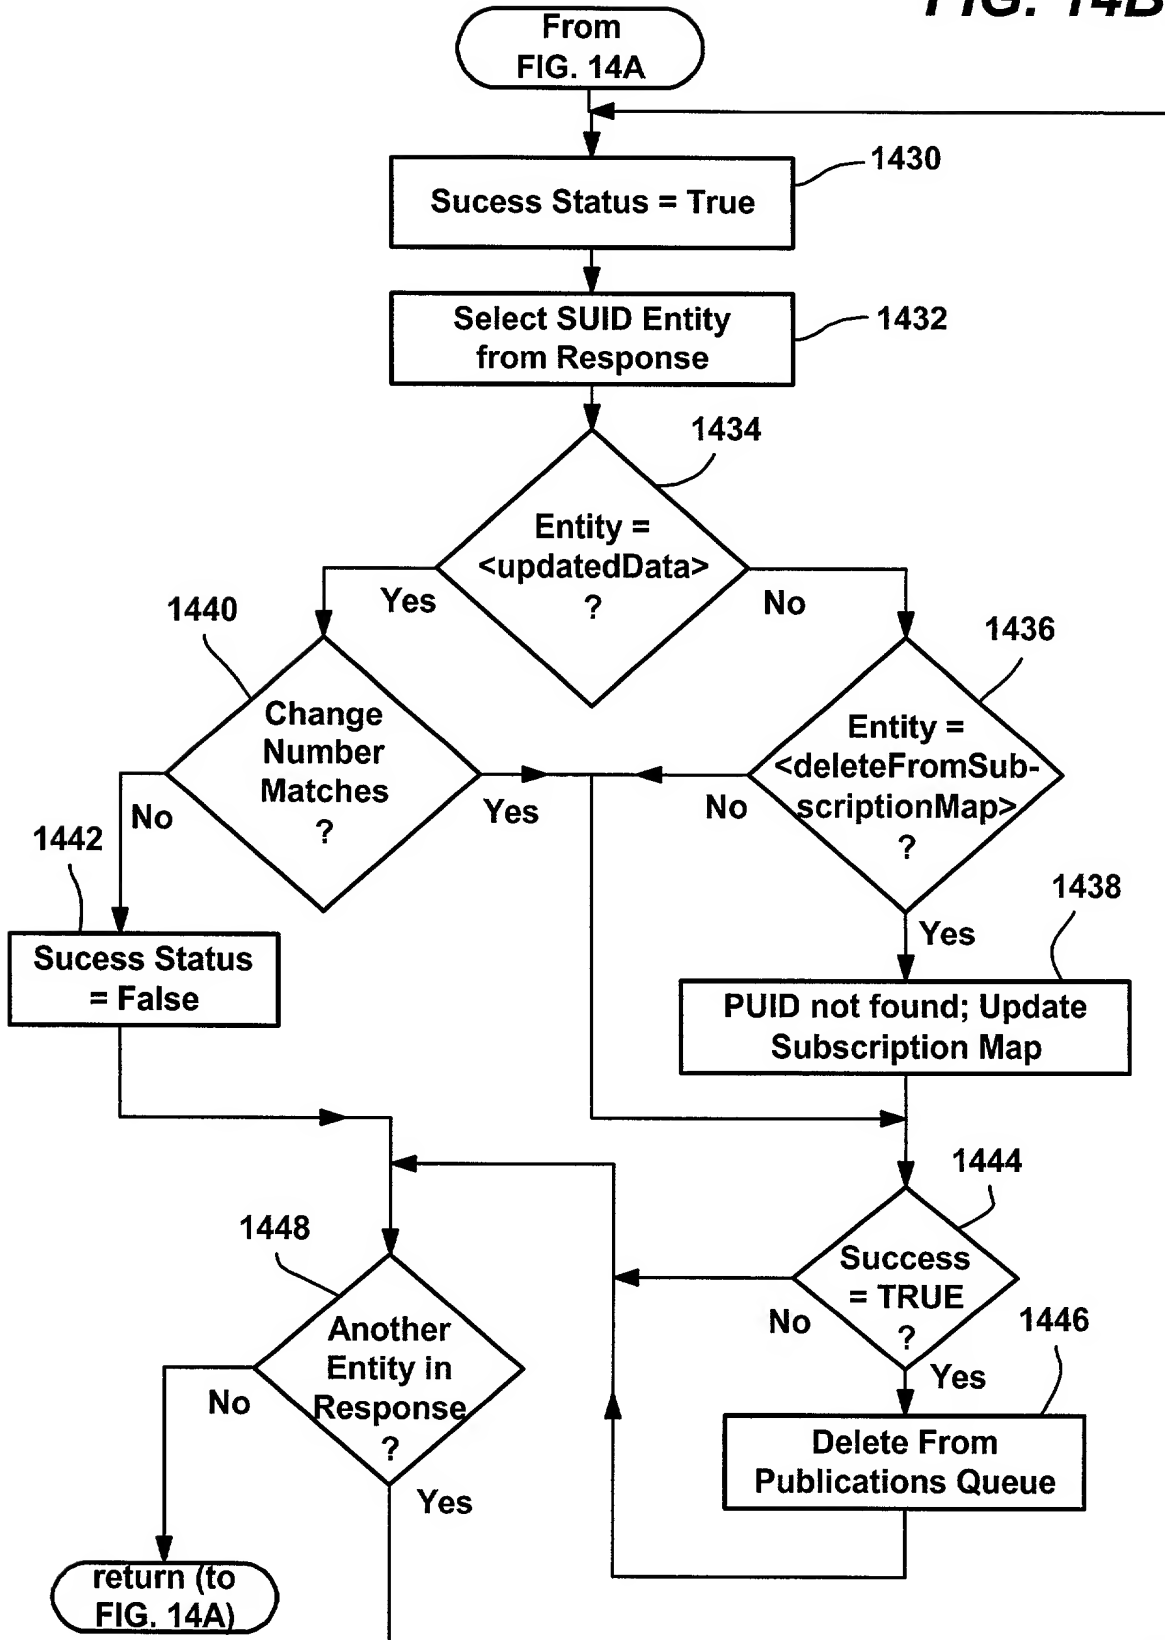 FIG. 14B
From
FIG. 14A
1430
Sucess Status = True
Select SUID Entity
from Response
1432
1434
Entity =
<updatedData>
?
Yes
No
1440
1436
Change
Number
Matches
?
Entity =
<deleteFromSub-
scriptionMap>
?
No
Yes
No
1442
1438
Yes
Sucess Status
= False
PUID not found; Update
Subscription Map
1444
1448
Success
= TRUE
?
No
1446
Another
Entity in
Response
?
Yes
No
Delete From
Publications Queue
Yes
return (to
FIG. 14A)